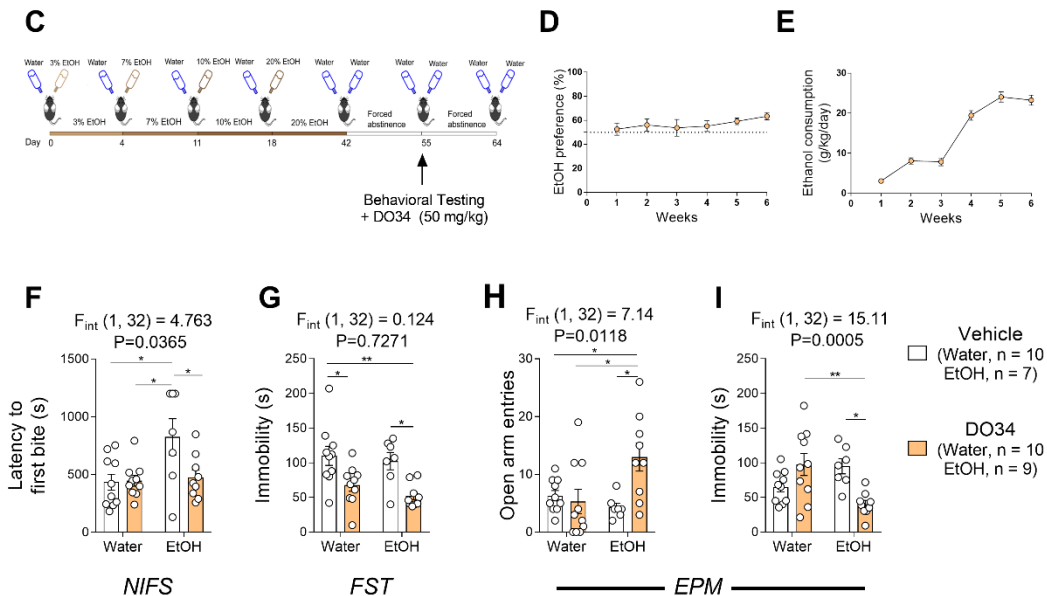 C
Water 3% EtOH Water 7% EtOH Water 10% EtOH Water 20% EtOH Water Water Water Water Water Water
3% EtOH 7% EtOH 10% EtOH 20% EtOH Forced abstinence Forced abstinence
Day 0 4 11 18 42 55 64
Behavioral Testing
+ DO34 (50 mg/kg)
D
EtOH preference (%)
100
80
60
40
20
0
0 1 2 3 4 5 6
Weeks
E
Ethanol consumption
(g/kg/day)
30
20
10
0
0 1 2 3 4 5 6
Weeks
F
Fint (1, 32) = 4.763
P=0.0365
Latency to
first bite (s)
1500
1000
500
0
* * *
Water EtOH
NIFS
G
Fint (1, 32) = 0.124
P=0.7271
Immobility (s)
250
200
150
100
50
0
** * *
Water EtOH
FST
H
Fint (1, 32) = 7.14
P=0.0118
Open arm entries
30
20
10
0
* * *
Water EtOH
I
Fint (1, 32) = 15.11
P=0.0005
Immobility (s)
250
200
150
100
50
0
** *
Water EtOH
EPM
Vehicle
(Water, n = 10
EtOH, n = 7)
DO34
(Water, n = 10
EtOH, n = 9)